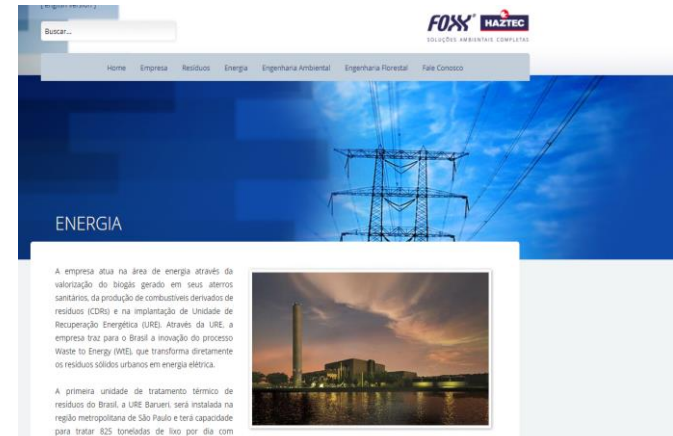 [ English version ]
Buscar...
FOXX HAZTEC
SOLUÇÕES AMBIENTAIS COMPLETAS
Home Empresa Resíduos Energia Engenharia Ambiental Engenharia Florestal Fale Conosco
ENERGIA
A empresa atua na área de energia através da
valorização do biogás gerado em seus aterros
sanitários, da produção de combustíveis derivados de
resíduos (CDRs) e na implantação de Unidade de
Recuperação Energética (URE). Através da URE, a
empresa traz para o Brasil a inovação do processo
Waste to Energy (WtE), que transforma diretamente
os resíduos sólidos urbanos em energia elétrica.
A primeira unidade de tratamento térmico de
resíduos do Brasil, a URE Barueri, será instalada na
região metropolitana de São Paulo e terá capacidade
para tratar 825 toneladas de lixo por dia com